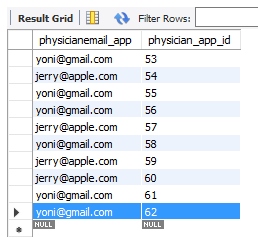 Result Grid Filter Rows:
physicianemail_app physician_app_id
yoni@gmail.com 53
jerry@apple.com 54
yoni@gmail.com 55
yoni@gmail.com 56
jerry@apple.com 57
yoni@gmail.com 58
jerry@apple.com 59
jerry@apple.com 60
yoni@gmail.com 61
yoni@gmail.com 62
NULL NULL